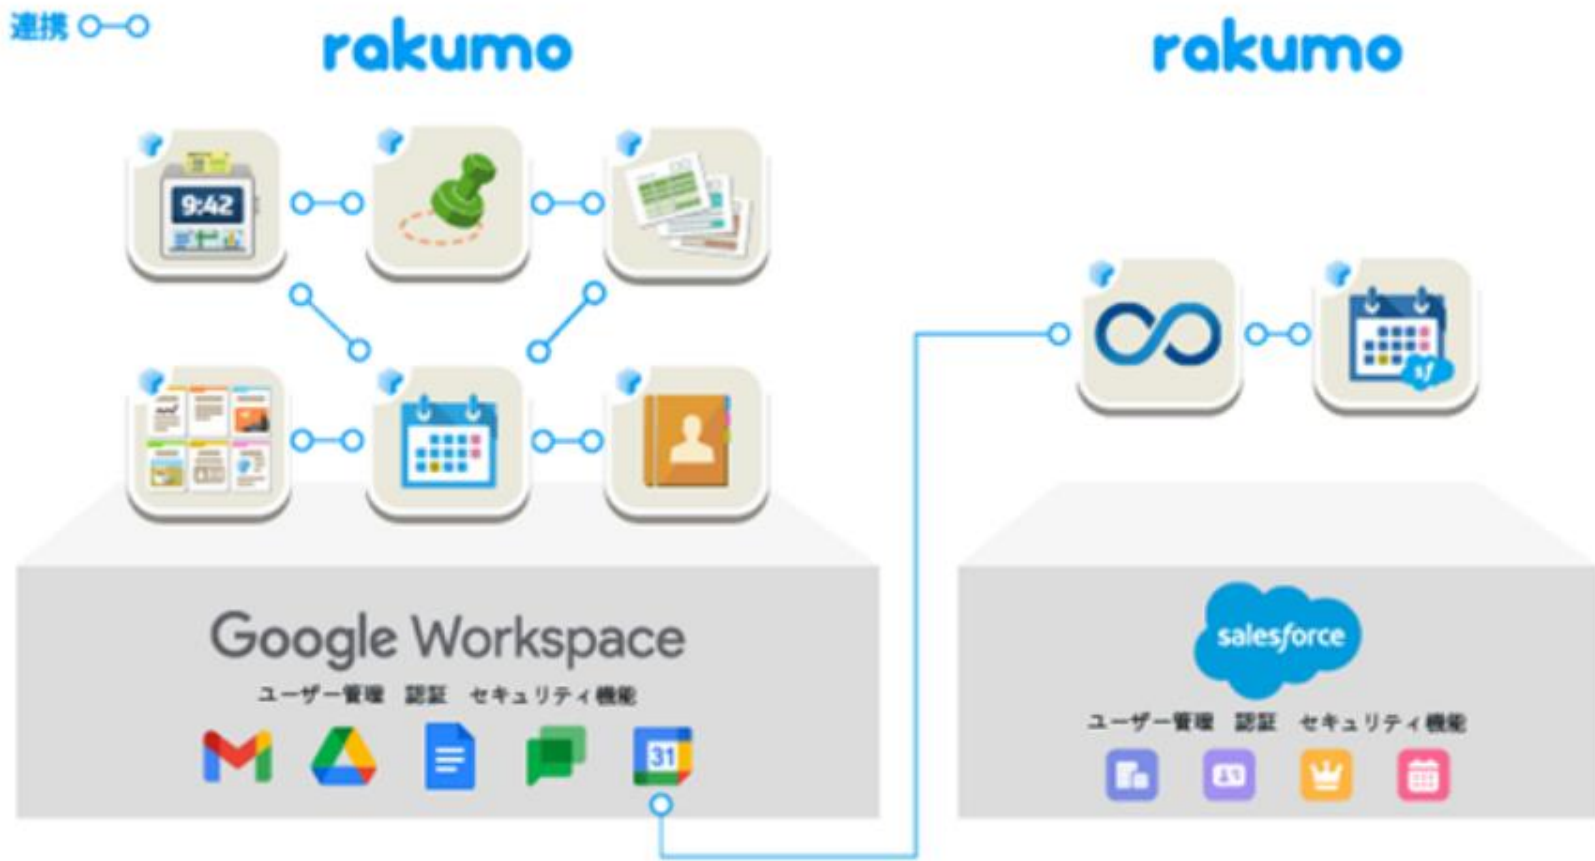 連携
rakumo
rakumo
9:42
sf
Google Workspace
ユーザー管理 認証 セキュリティ機能
31
salesforce
ユーザー管理 認証 セキュリティ機能